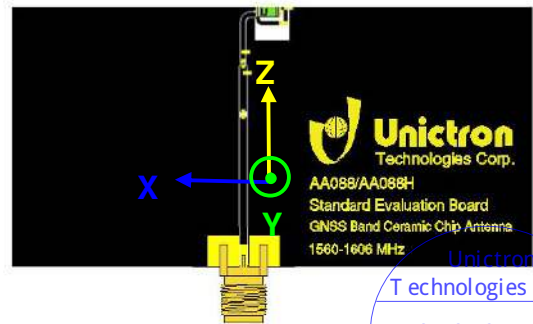 Z
X
Y
Unictron
Technologies Corp.
AA088/AA088H
Standard Evaluation Board
GNSS Band Ceramic Chip Antenna
1560-1606 MHz
Unictron
Technologies